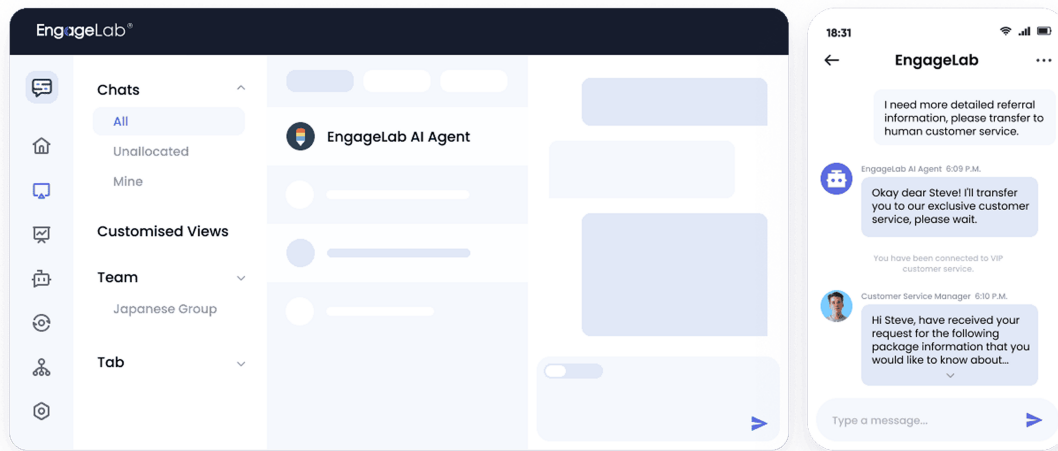 EngageLab®
Chats
All
Unallocated
Mine
Customised Views
Team
Japanese Group
Tab
EngageLab AI Agent
18:31
EngageLab
I need more detailed referral
information, please transfer to
human customer service.
EngageLab AI Agent 6:09 P.M.
Okay dear Steve! I'll transfer
you to our exclusive customer
service, please wait.
You have been connected to VIP
customer service.
Customer Service Manager 6:10 P.M.
Hi Steve, have received your
request for the following
package information that you
would like to know about...
Type a message...